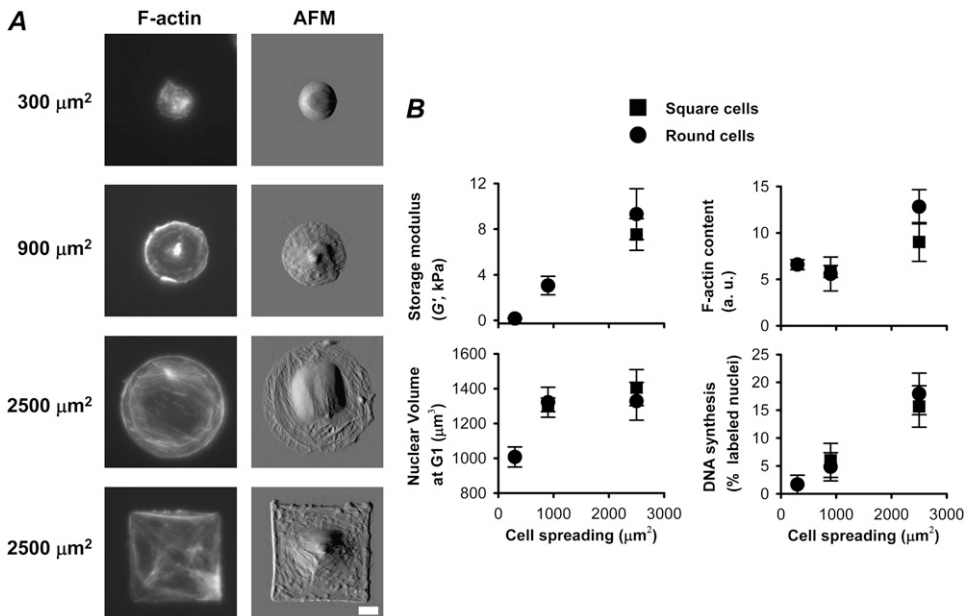 A
F-actin
AFM
300 μm²
900 μm²
2500 μm²
2500 μm²
B
Square cells
Round cells
Storage modulus
(G′, kPa)
12
8
4
0
F-actin content
(a. u.)
15
10
5
0
Nuclear Volume
at G1 (μm³)
1600
1400
1200
1000
800
0 1000 2000 3000
Cell spreading (μm²)
DNA synthesis
(% labeled nuclei)
25
20
15
10
5
0
0 1000 2000 3000
Cell spreading (μm²)